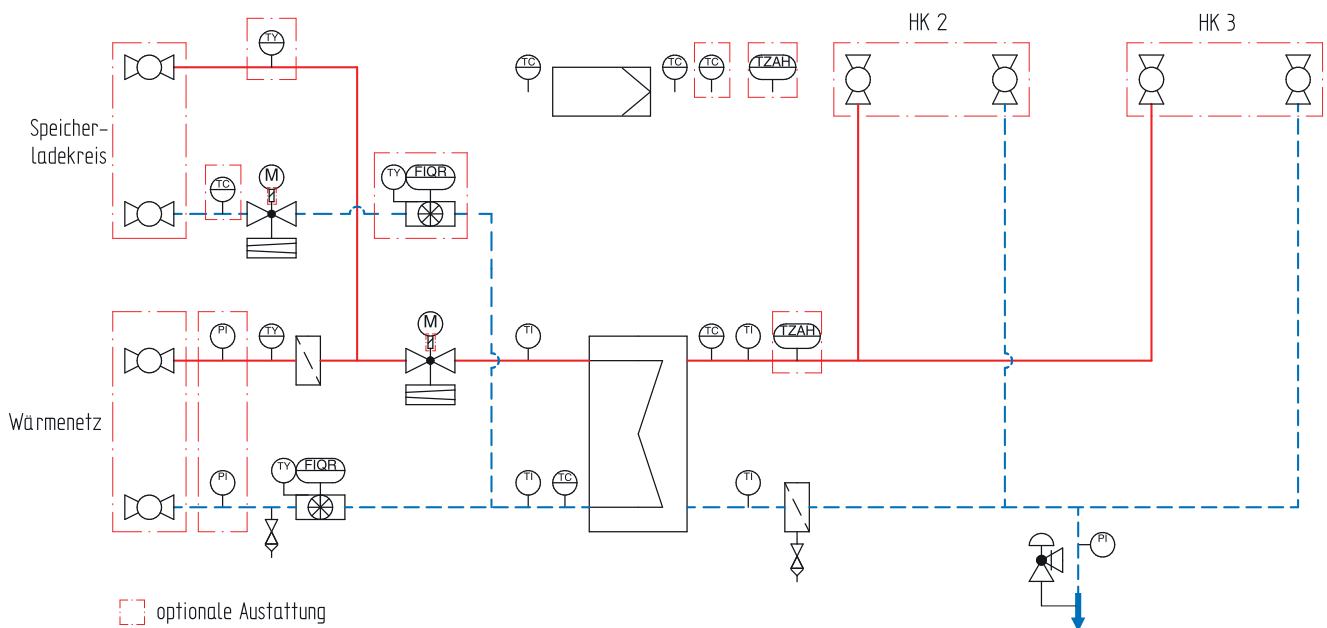 HK 2
HK 3
TY
TC
TC
TC
TZAH
Speicher-
ladekreis
TC
M
TY
FIQR
PI
TY
M
TI
TC
TI
TZAH
Wärmenetz
PI
TY
FIQR
TI
TC
TI
PI
optionale Austattung